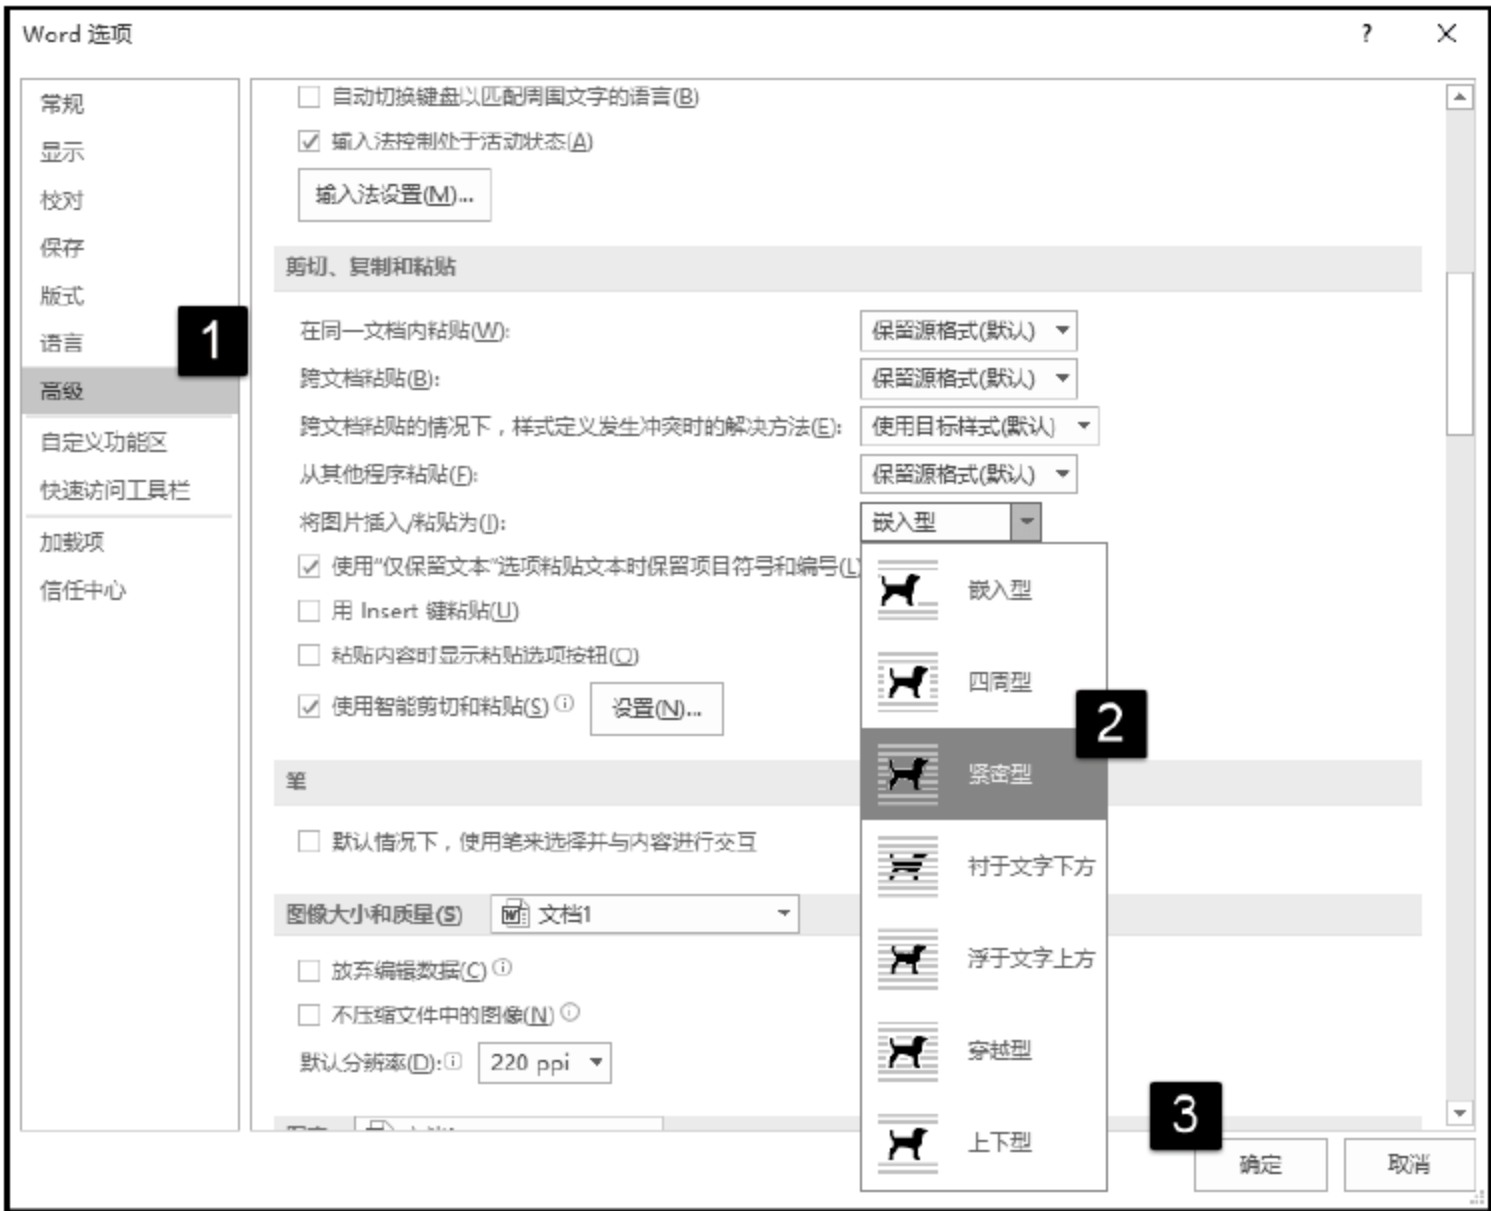 Word 选项
?
常规
显示
校对
保存
版式
语言
1
高级
自定义功能区
快速访问工具栏
加载项
信任中心
自动切换键盘以匹配周围文字的语言(B)
输入法控制处于活动状态(A)
输入法设置(M)...
剪切、复制和粘贴
在同一文档内粘贴(W): 保留源格式(默认)
跨文档粘贴(B): 保留源格式(默认)
跨文档粘贴的情况下，样式定义发生冲突时的解决方法(E): 使用目标样式(默认)
从其他程序粘贴(F): 保留源格式(默认)
将图片插入/粘贴为(I): 嵌入型
使用“仅保留文本”选项粘贴文本时保留项目符号和编号(L)
用 Insert 键粘贴(U)
粘贴内容时显示粘贴选项按钮(O)
使用智能剪切和粘贴(S) 设置(N)...
嵌入型
四周型
2
紧密型
衬于文字下方
浮于文字上方
穿越型
上下型
笔
默认情况下，使用笔来选择并与内容进行交互
图像大小和质量(S) 文档1
放弃编辑数据(C)
不压缩文件中的图像(N)
默认分辨率(D): 220 ppi
3
确定
取消